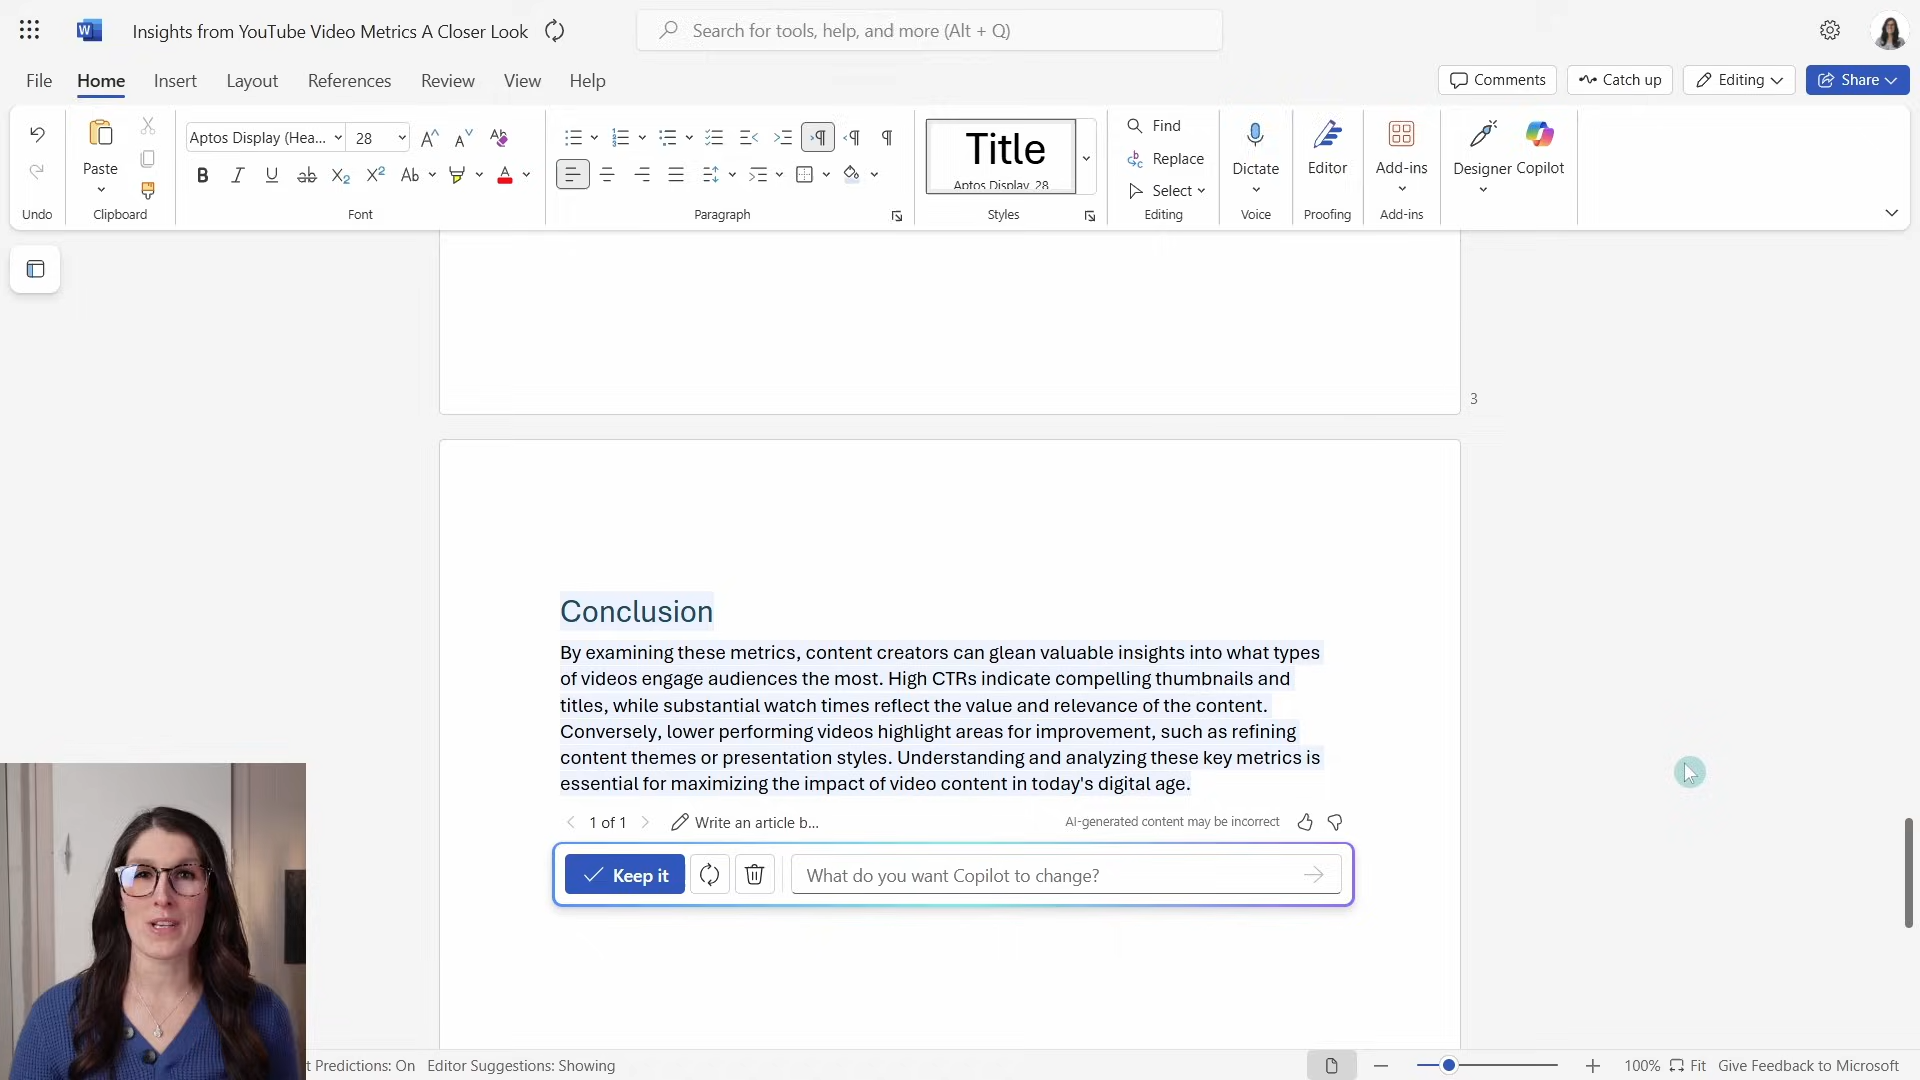 W Insights from YouTube Video Metrics A Closer Look
Search for tools, help, and more (Alt + Q)
File Home Insert Layout References Review View Help
Comments Catch up Editing Share
Paste
Aptos Display (Hea... 28
B I U ab X₂ X² Ab A
Title
Aptos Display, 28
Find
Replace
Select
Dictate
Editor
Add-ins
Designer Copilot
Undo Clipboard Font Paragraph Styles Editing Voice Proofing Add-ins
3
Conclusion
By examining these metrics, content creators can glean valuable insights into what types
of videos engage audiences the most. High CTRs indicate compelling thumbnails and
titles, while substantial watch times reflect the value and relevance of the content.
Conversely, lower performing videos highlight areas for improvement, such as refining
content themes or presentation styles. Understanding and analyzing these key metrics is
essential for maximizing the impact of video content in today's digital age.
1 of 1 Write an article b... AI-generated content may be incorrect
Keep it What do you want Copilot to change?
t Predictions: On Editor Suggestions: Showing 100% Fit Give Feedback to Microsoft